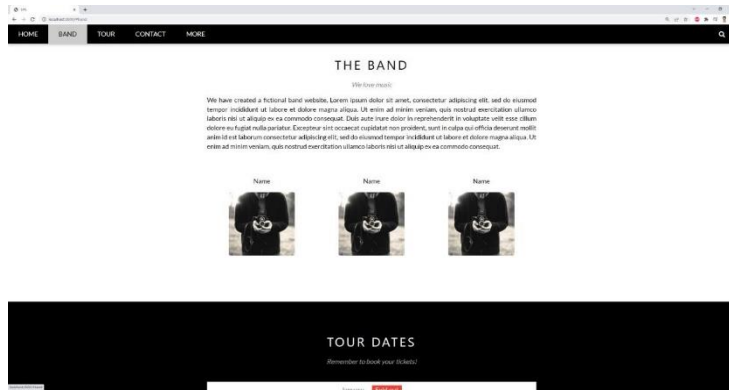 HOME BAND TOUR CONTACT MORE
THE BAND
We love music
We have created a fictional band website. Lorem ipsum dolor sit amet, consectetur adipiscing elit, sed do eiusmod
tempor incididunt ut labore et dolore magna aliqua. Ut enim ad minim veniam, quis nostrud exercitation ullamco
laboris nisi ut aliquip ex ea commodo consequat. Duis aute irure dolor in reprehenderit in voluptate velit esse cillum
dolore eu fugiat nulla pariatur. Excepteur sint occaecat cupidatat non proident, sunt in culpa qui officia deserunt mollit
anim id est laborum consectetur adipiscing elit, sed do eiusmod tempor incididunt ut labore et dolore magna aliqua. Ut
enim ad minim veniam, quis nostrud exercitation ullamco laboris nisi ut aliquip ex ea commodo consequat.
Name Name Name
TOUR DATES
Remember to book your tickets!